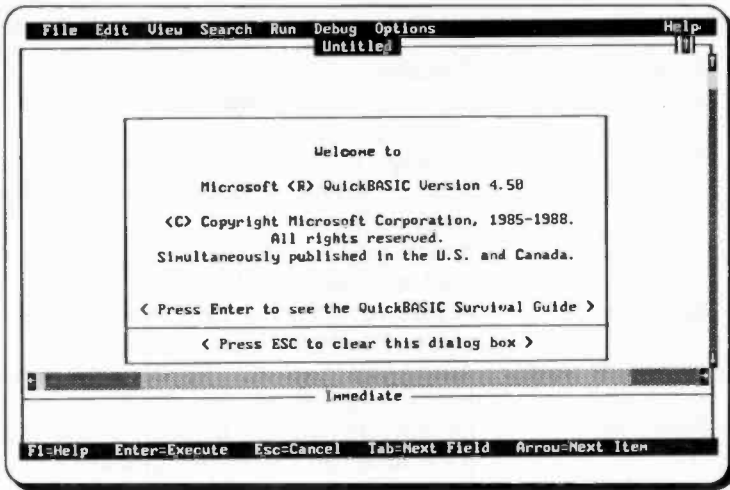 File Edit View Search Run Debug Options Help
Untitled
Welcome to
Microsoft <R> QuickBASIC Version 4.50
<C> Copyright Microsoft Corporation, 1985-1988.
All rights reserved.
Simultaneously published in the U.S. and Canada.
< Press Enter to see the QuickBASIC Survival Guide >
< Press ESC to clear this dialog box >
Immediate
F1=Help Enter=Execute Esc=Cancel Tab=Next Field Arrow=Next Item